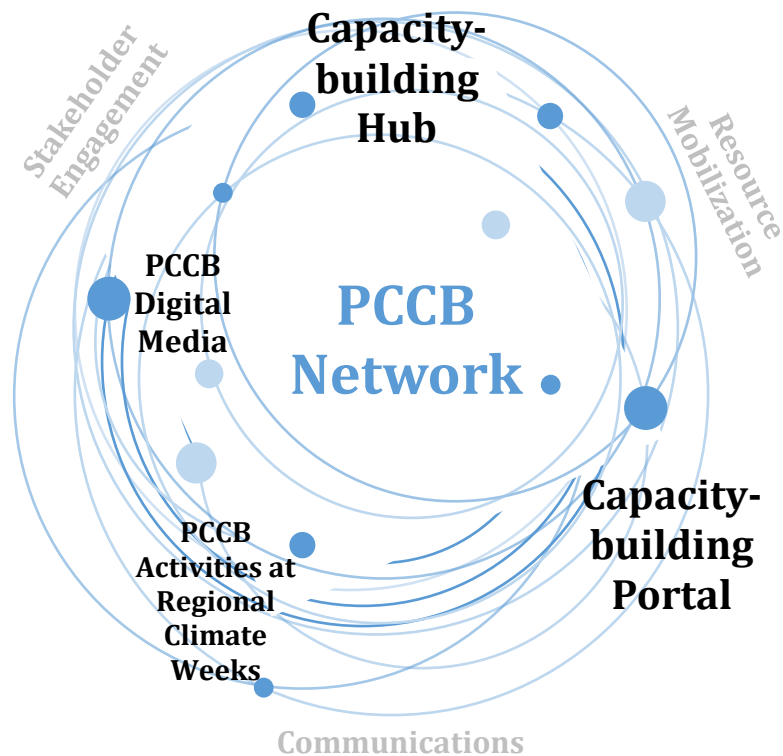 Capacity-
building
Hub
Stakeholder
Engagement
Resource
Mobilization
PCCB
Digital
Media
PCCB
Network
Capacity-
building
Portal
PCCB
Activities at
Regional
Climate
Weeks
Communications